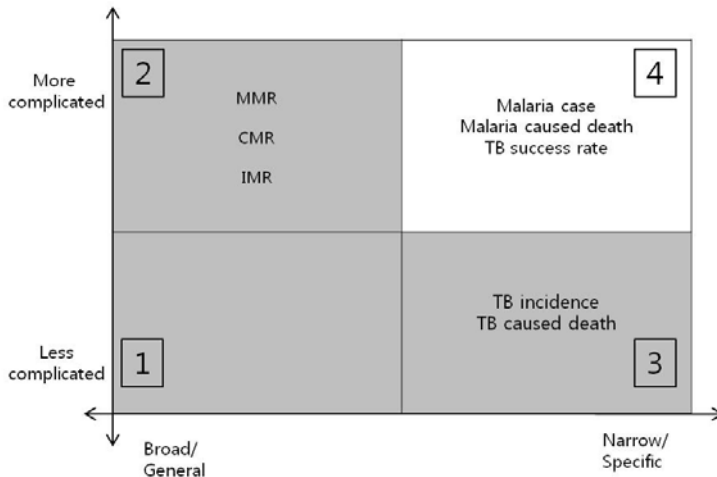 More
complicated
2
MMR
CMR
IMR
4
Malaria case
Malaria caused death
TB success rate
Less
complicated
1
TB incidence
TB caused death
3
Broad/
General
Narrow/
Specific